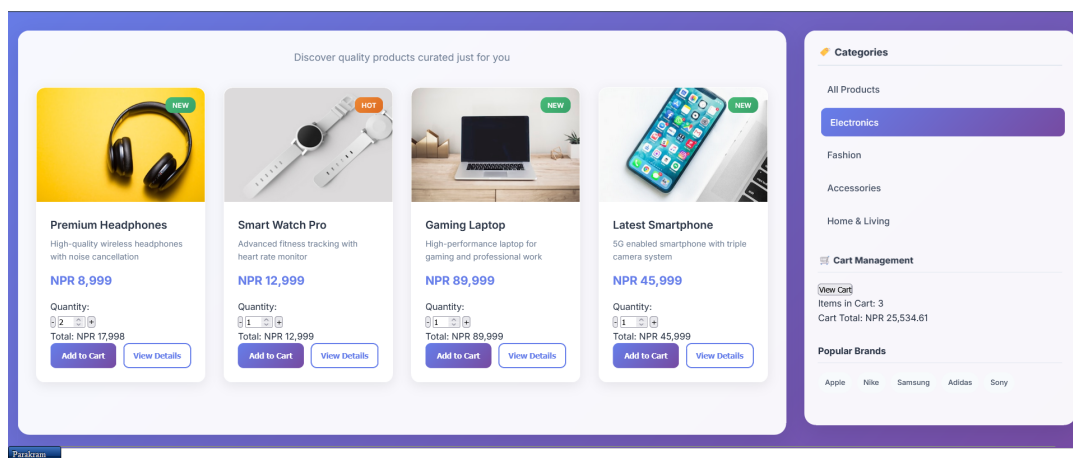 Discover quality products curated just for you
NEW
Premium Headphones
High-quality wireless headphones
with noise cancellation
NPR 8,999
Quantity:
- 2 +
Total: NPR 17,998
Add to Cart View Details
HOT
Smart Watch Pro
Advanced fitness tracking with
heart rate monitor
NPR 12,999
Quantity:
- 1 +
Total: NPR 12,999
Add to Cart View Details
NEW
Gaming Laptop
High-performance laptop for
gaming and professional work
NPR 89,999
Quantity:
- 1 +
Total: NPR 89,999
Add to Cart View Details
NEW
Latest Smartphone
5G enabled smartphone with triple
camera system
NPR 45,999
Quantity:
- 1 +
Total: NPR 45,999
Add to Cart View Details
Categories
All Products
Electronics
Fashion
Accessories
Home & Living
Cart Management
View Cart
Items in Cart: 3
Cart Total: NPR 25,534.61
Popular Brands
Apple Nike Samsung Adidas Sony
Parakram